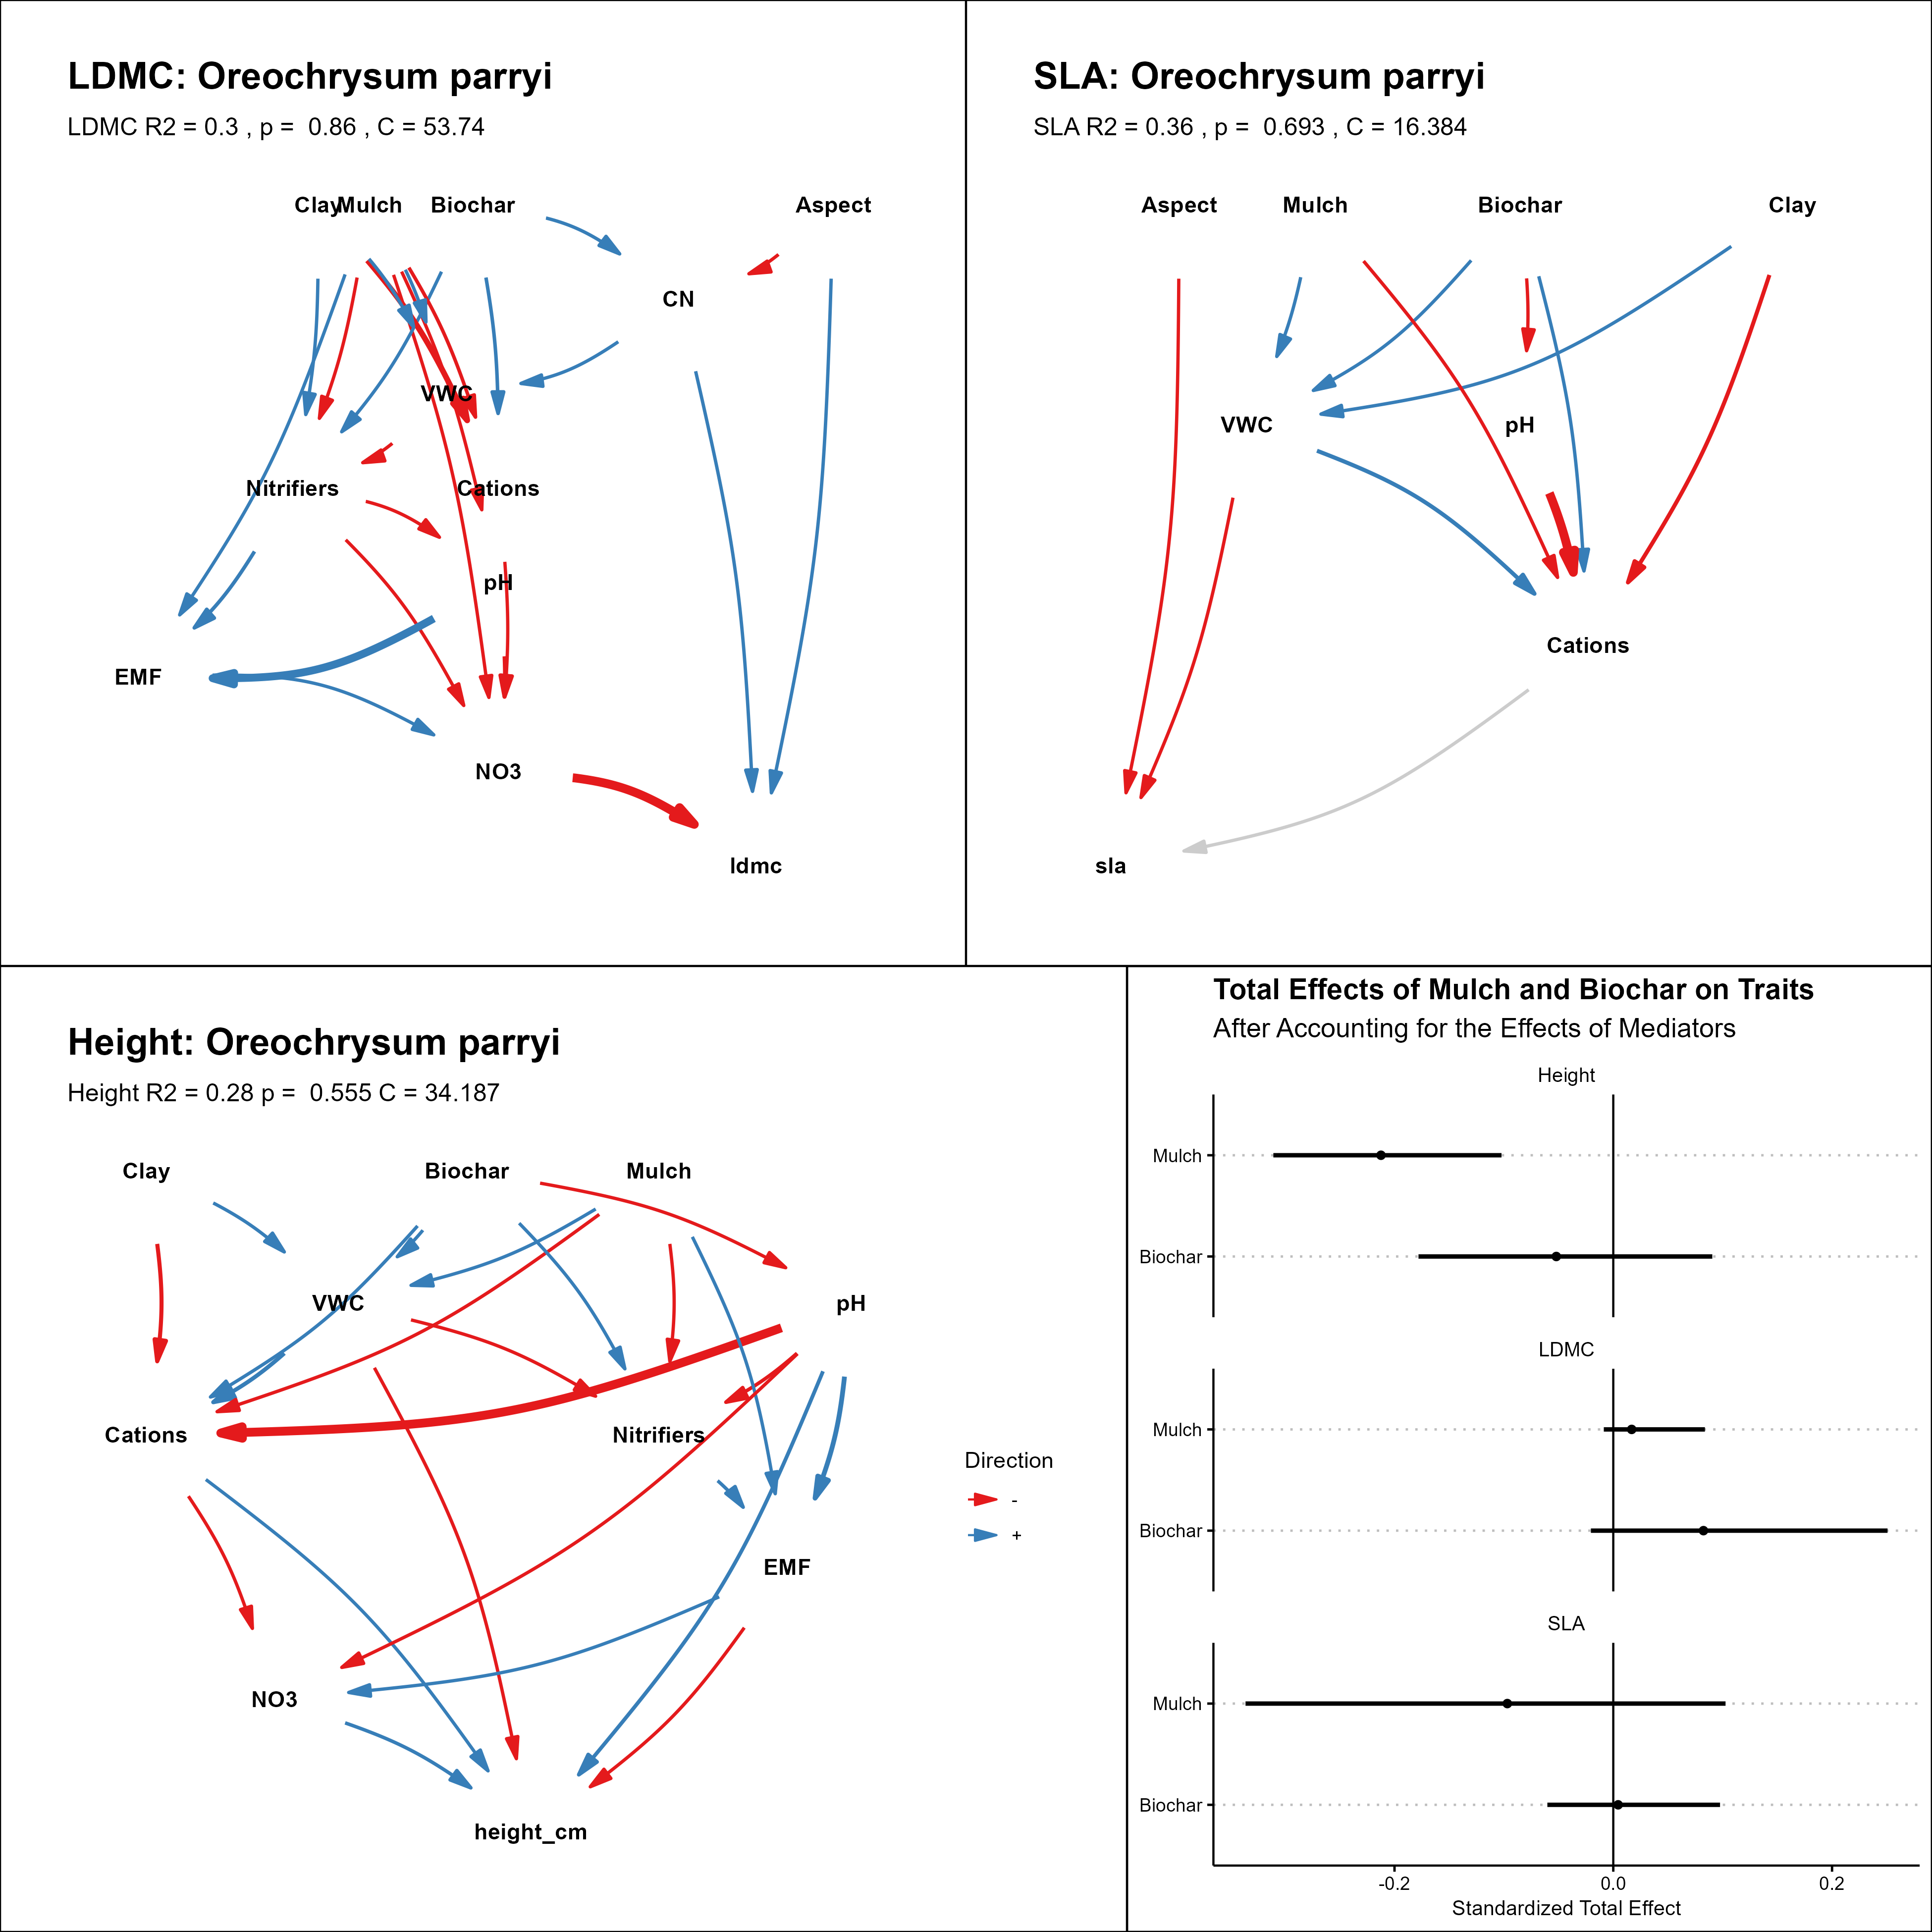 LDMC: Oreochrysum parryi
LDMC R2 = 0.3 , p =  0.86 , C = 53.74
Clay Mulch Biochar Aspect
CN
VWC
Nitrifiers Cations
pH
EMF
NO3
ldmc
SLA: Oreochrysum parryi
SLA R2 = 0.36 , p =  0.693 , C = 16.384
Aspect Mulch Biochar Clay
VWC pH
Cations
sla
Height: Oreochrysum parryi
Height R2 = 0.28 p =  0.555 C = 34.187
Clay Biochar Mulch
VWC pH
Cations Nitrifiers
EMF
NO3
height_cm
Direction
-
+
Total Effects of Mulch and Biochar on Traits
After Accounting for the Effects of Mediators
Height
Mulch
Biochar
LDMC
Mulch
Biochar
SLA
Mulch
Biochar
-0.2 0.0 0.2
Standardized Total Effect